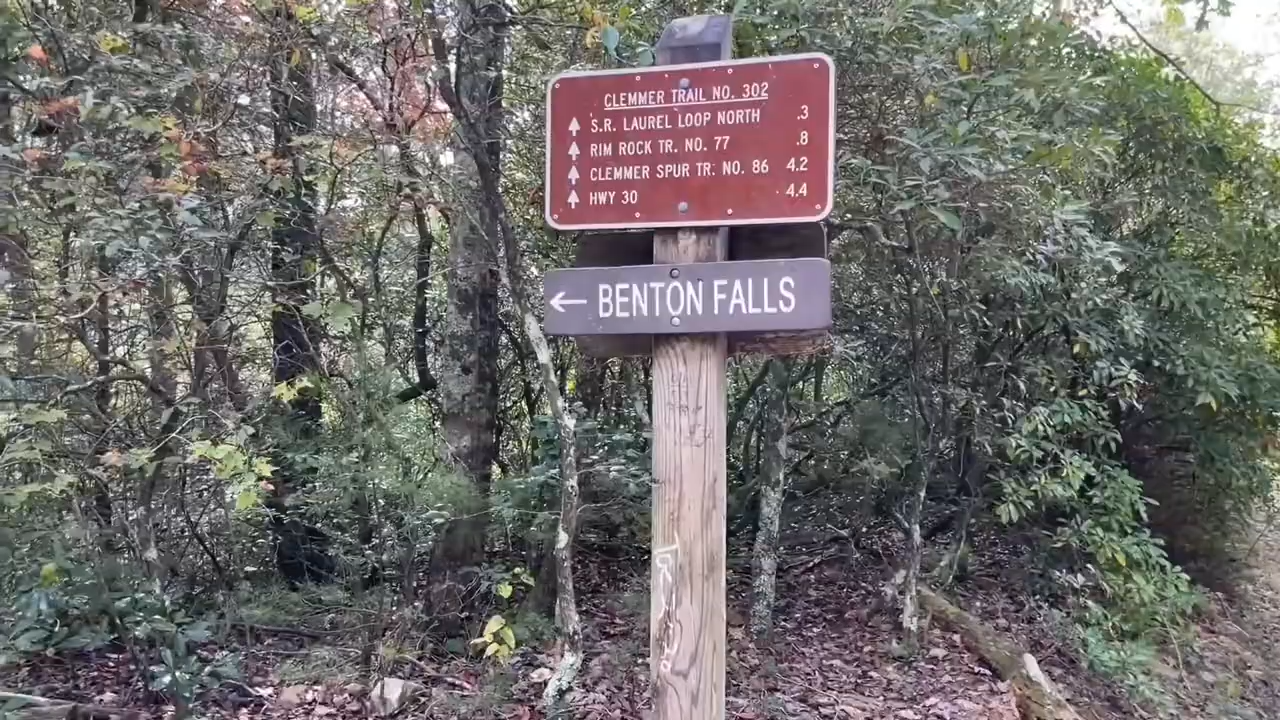 CLEMMER TRAIL NO. 302
↑ S.R. LAUREL LOOP NORTH .3
↑ RIM ROCK TR. NO. 77 .8
↑ CLEMMER SPUR TR. NO. 86 4.2
↑ HWY 30 4.4
← BENTON FALLS